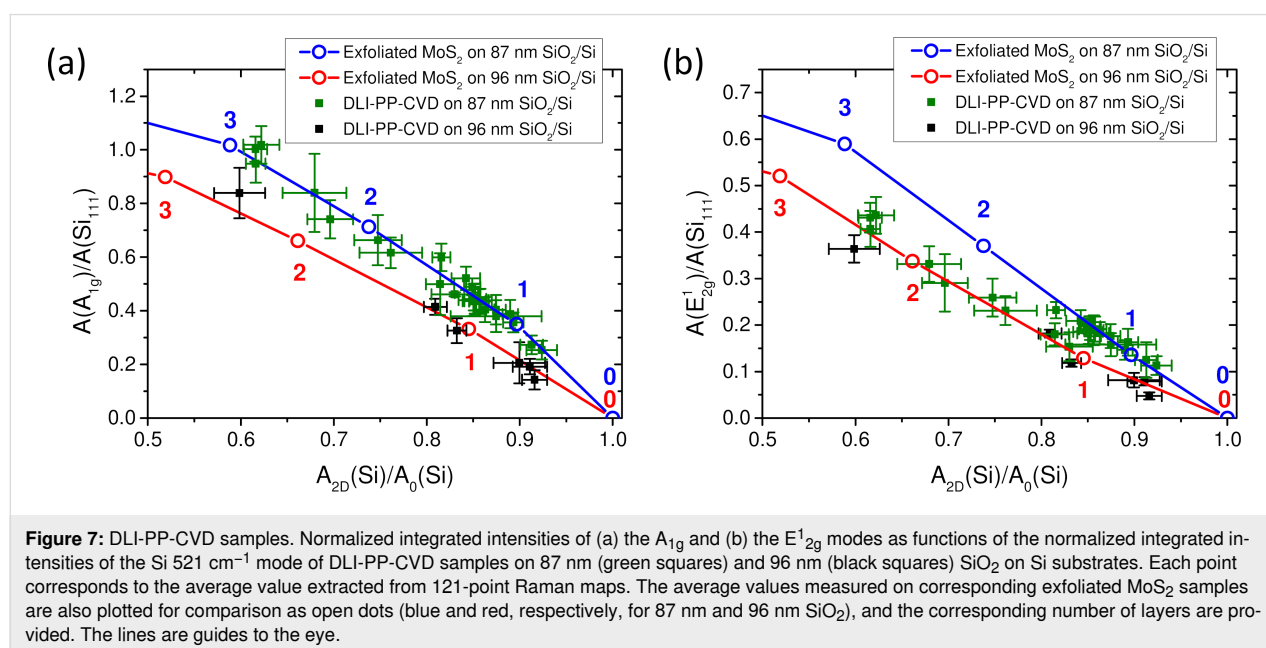 (a)
Exfoliated MoS₂ on 87 nm SiO₂/Si
Exfoliated MoS₂ on 96 nm SiO₂/Si
DLI-PP-CVD on 87 nm SiO₂/Si
DLI-PP-CVD on 96 nm SiO₂/Si
1.2
1.0
0.8
0.6
0.4
0.2
0.0
A(A₁g)/A(Si₁₁₁)
3
2
1
0
3
2
1
0
0.5
0.6
0.7
0.8
0.9
1.0
A₂D(Si)/A₀(Si)
(b)
Exfoliated MoS₂ on 87 nm SiO₂/Si
Exfoliated MoS₂ on 96 nm SiO₂/Si
DLI-PP-CVD on 87 nm SiO₂/Si
DLI-PP-CVD on 96 nm SiO₂/Si
0.7
0.6
0.5
0.4
0.3
0.2
0.1
0.0
A(E¹₂g)/A(Si₁₁₁)
3
2
1
0
3
2
1
0
0.5
0.6
0.7
0.8
0.9
1.0
A₂D(Si)/A₀(Si)
Figure 7: DLI-PP-CVD samples. Normalized integrated intensities of (a) the A₁g and (b) the E¹₂g modes as functions of the normalized integrated in-
tensities of the Si 521 cm⁻¹ mode of DLI-PP-CVD samples on 87 nm (green squares) and 96 nm (black squares) SiO₂ on Si substrates. Each point
corresponds to the average value extracted from 121-point Raman maps. The average values measured on corresponding exfoliated MoS₂ samples
are also plotted for comparison as open dots (blue and red, respectively, for 87 nm and 96 nm SiO₂), and the corresponding number of layers are pro-
vided. The lines are guides to the eye.